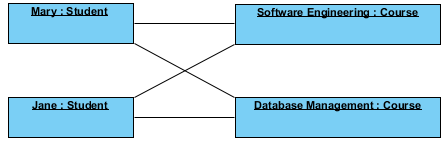 Mary : Student
Software Engineering : Course
Jane : Student
Database Management : Course